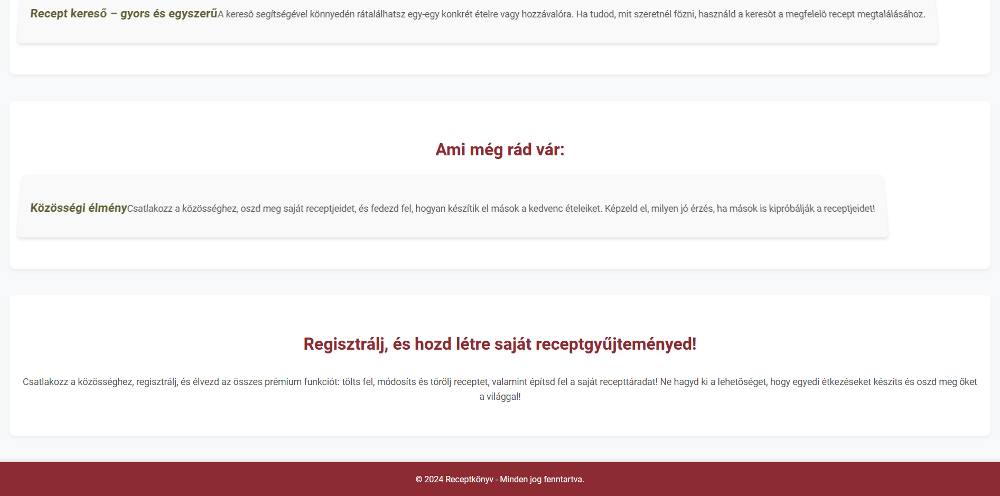 Recept kereső – gyors és egyszerűA kereső segítségével könnyedén rátalálhatsz egy-egy konkrét ételre vagy hozzávalóra. Ha tudod, mit szeretnél főzni, használd a keresőt a megfelelő recept megtalálásához.
Ami még rád vár:
Közösségi élményCsatlakozz a közösséghez, oszd meg saját receptjeidet, és fedezd fel, hogyan készítik el mások a kedvenc ételeiket. Képzeld el, milyen jó érzés, ha mások is kipróbálják a receptjeidet!
Regisztrálj, és hozd létre saját receptgyűjteményed!
Csatlakozz a közösséghez, regisztrálj, és élvezd az összes prémium funkciót: tölts fel, módosíts és törölj receptet, valamint építsd fel a saját recepttáradat! Ne hagyd ki a lehetőséget, hogy egyedi étkezéseket készíts és oszd meg őket
a világgal!
© 2024 Receptkönyv - Minden jog fenntartva.